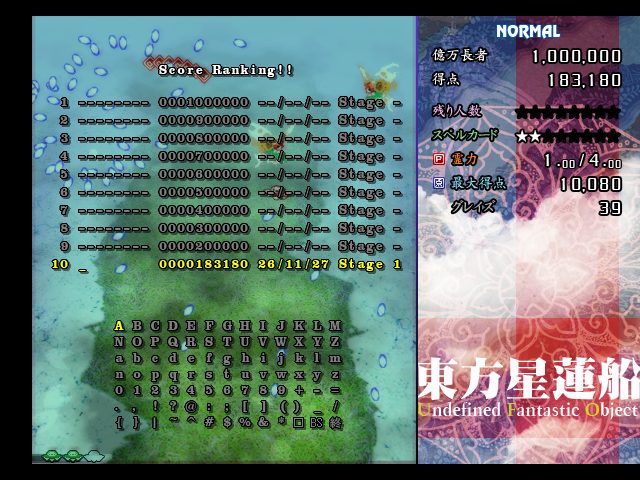 NORMAL
億万長者 1,000,000
得点 183,180
残り人数
スペルカード
P 霊力 1.00/4.00
最大得点 10,080
グレイズ 39
Score Ranking!!
1 -------- 0001000000 --/--/-- Stage -
2 -------- 0000900000 --/--/-- Stage -
3 -------- 0000800000 --/--/-- Stage -
4 -------- 0000700000 --/--/-- Stage -
5 -------- 0000600000 --/--/-- Stage -
6 -------- 0000500000 --/--/-- Stage -
7 -------- 0000400000 --/--/-- Stage -
8 -------- 0000300000 --/--/-- Stage -
9 -------- 0000200000 --/--/-- Stage -
10 _ 0000183180 26/11/27 Stage 1
A B C D E F G H I J K L M
N O P Q R S T U V W X Y Z
a b c d e f g h i j k l m
n o p q r s t u v w x y z
0 1 2 3 4 5 6 7 8 9 + - =
. , ! ? @ : ; [ ] ( ) _ /
{ } | ~ ^ # $ % & * □ BS 終
東方星蓮船
Undefined Fantastic Object